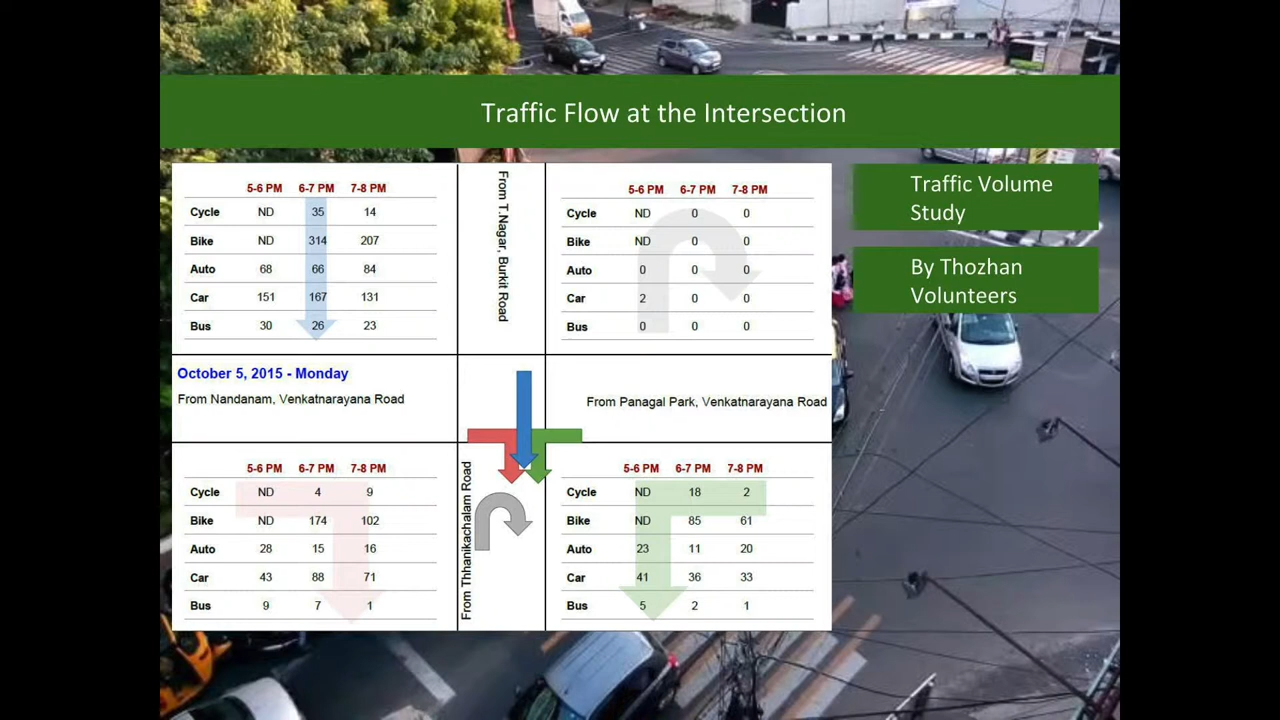 Traffic Flow at the Intersection
5-6 PM 6-7 PM 7-8 PM
Cycle ND 35 14
Bike ND 314 207
Auto 68 66 84
Car 151 167 131
Bus 30 26 23
From T.Nagar, Burkit Road
5-6 PM 6-7 PM 7-8 PM
Cycle ND 0 0
Bike ND 0 0
Auto 0 0 0
Car 2 0 0
Bus 0 0 0
Traffic Volume
Study
By Thozhan
Volunteers
October 5, 2015 - Monday
From Nandanam, Venkatnarayana Road
From Panagal Park, Venkatnarayana Road
5-6 PM 6-7 PM 7-8 PM
Cycle ND 4 9
Bike ND 174 102
Auto 28 15 16
Car 43 88 71
Bus 9 7 1
From Thhanikachalam Road
5-6 PM 6-7 PM 7-8 PM
Cycle ND 18 2
Bike ND 85 61
Auto 23 11 20
Car 41 36 33
Bus 5 2 1